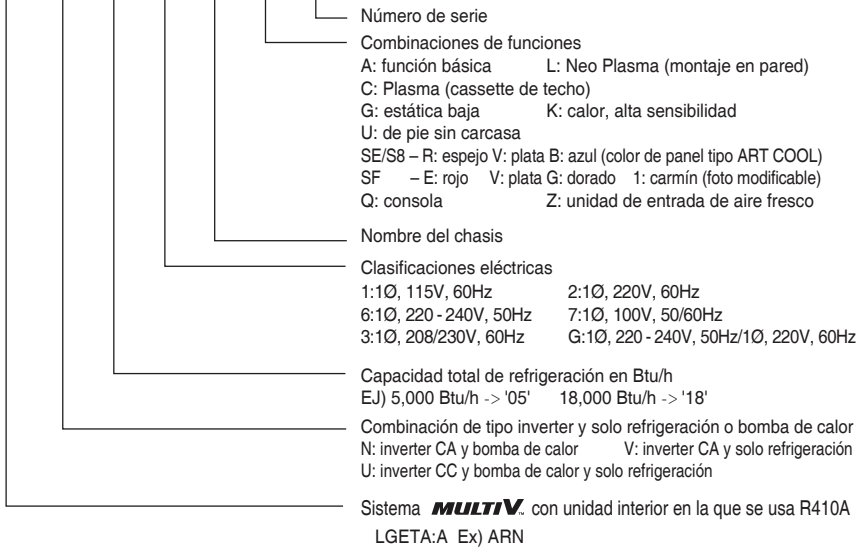 Número de serie
Combinaciones de funciones
A: función básica L: Neo Plasma (montaje en pared)
C: Plasma (cassette de techo)
G: estática baja K: calor, alta sensibilidad
U: de pie sin carcasa
SE/S8 – R: espejo V: plata B: azul (color de panel tipo ART COOL)
SF – E: rojo V: plata G: dorado 1: carmín (foto modificable)
Q: consola Z: unidad de entrada de aire fresco
Nombre del chasis
Clasificaciones eléctricas
1:1Ø, 115V, 60Hz 2:1Ø, 220V, 60Hz
6:1Ø, 220 - 240V, 50Hz 7:1Ø, 100V, 50/60Hz
3:1Ø, 208/230V, 60Hz G:1Ø, 220 - 240V, 50Hz/1Ø, 220V, 60Hz
Capacidad total de refrigeración en Btu/h
EJ) 5,000 Btu/h -> '05' 18,000 Btu/h -> '18'
Combinación de tipo inverter y solo refrigeración o bomba de calor
N: inverter CA y bomba de calor V: inverter CA y solo refrigeración
U: inverter CC y bomba de calor y solo refrigeración
Sistema MULTI V™ con unidad interior en la que se usa R410A
LGETA:A Ex) ARN